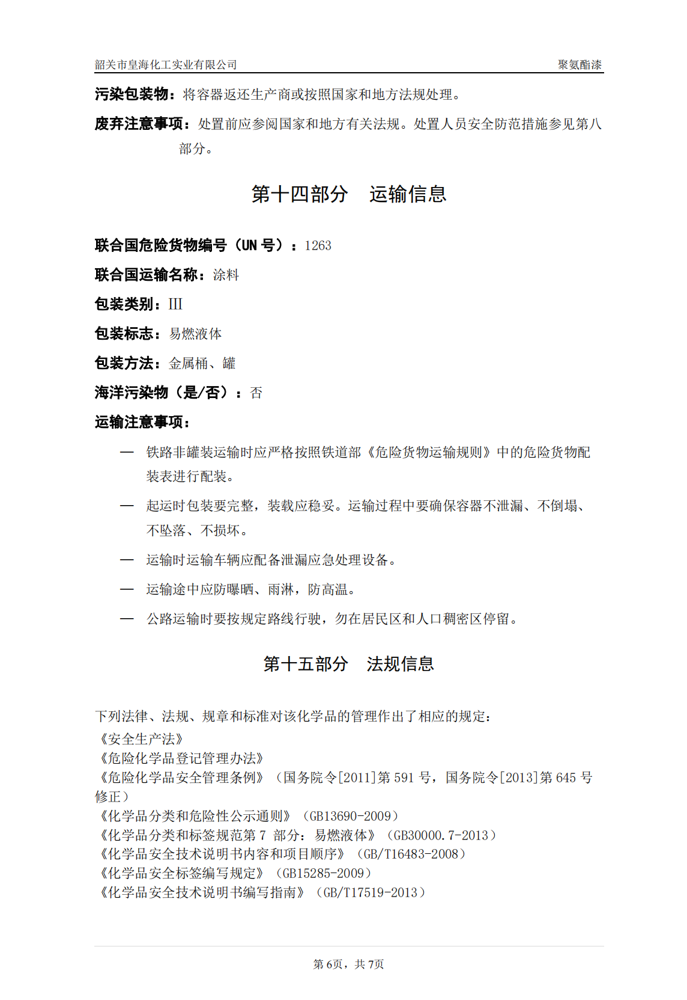 韶关市皇海化工实业有限公司 聚氨酯漆
污染包装物：将容器返还生产商或按照国家和地方法规处理。
废弃注意事项：处置前应参阅国家和地方有关法规。处置人员安全防范措施参见第八
部分。
第十四部分 运输信息
联合国危险货物编号（UN 号）：1263
联合国运输名称：涂料
包装类别：III
包装标志：易燃液体
包装方法：金属桶、罐
海洋污染物（是/否）：否
运输注意事项：
— 铁路非罐装运输时应严格按照铁道部《危险货物运输规则》中的危险货物配
装表进行配装。
— 起运时包装要完整，装载应稳妥。运输过程中要确保容器不泄漏、不倒塌、
不坠落、不损坏。
— 运输时运输车辆应配备泄漏应急处理设备。
— 运输途中应防曝晒、雨淋，防高温。
— 公路运输时要按规定路线行驶，勿在居民区和人口稠密区停留。
第十五部分 法规信息
下列法律、法规、规章和标准对该化学品的管理作出了相应的规定：
《安全生产法》
《危险化学品登记管理办法》
《危险化学品安全管理条例》（国务院令[2011]第 591 号，国务院令[2013]第 645 号
修正）
《化学品分类和危险性公示通则》（GB13690-2009）
《化学品分类和标签规范第 7 部分：易燃液体》（GB30000.7-2013）
《化学品安全技术说明书内容和项目顺序》（GB/T16483-2008）
《化学品安全标签编写规定》（GB15285-2009）
《化学品安全技术说明书编写指南》（GB/T17519-2013）
第 6页，共 7页